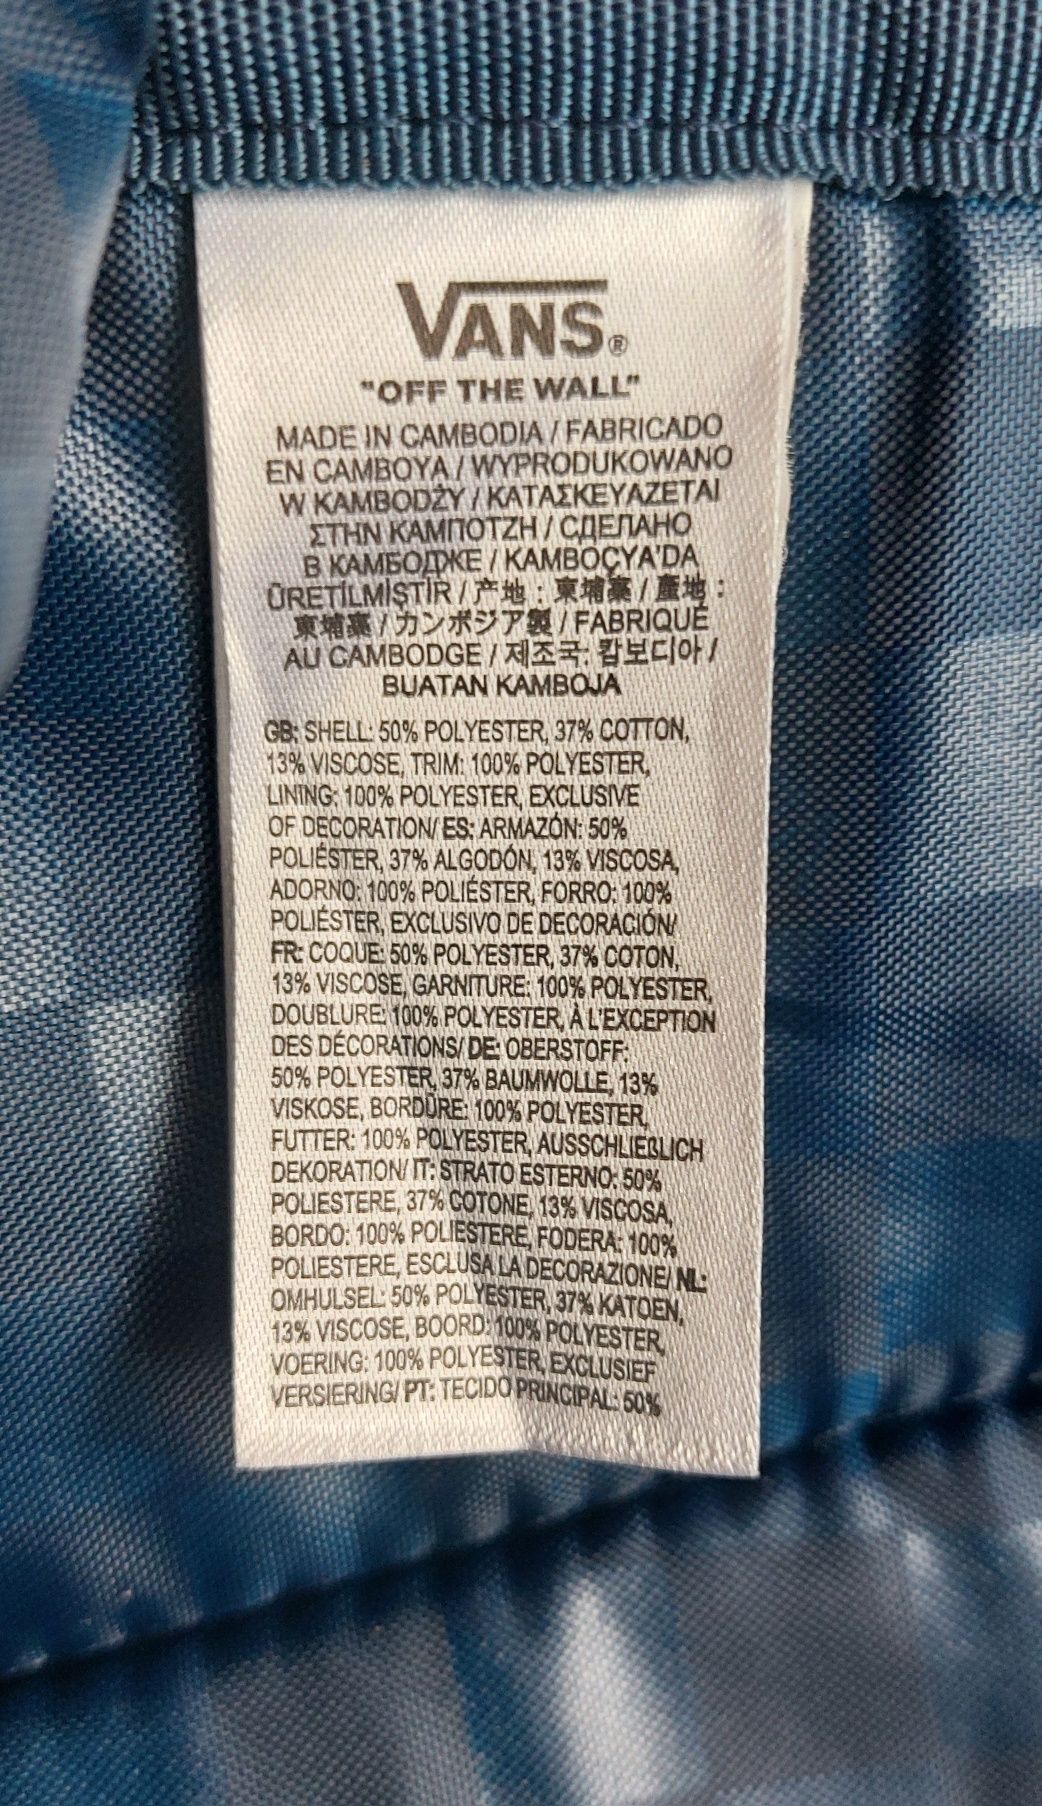 VANS®
"OFF THE WALL"
MADE IN CAMBODIA / FABRICADO
EN CAMBOYA / WYPRODUKOWANO
W KAMBODŻY / ΚΑΤΑΣΚΕΥΑΖΕΤΑΙ
ΣΤΗΝ ΚΑΜΠΟΤΖΗ / СДЕЛАНО
В КАМБОДЖЕ / KAMBOÇYA'DA
ÜRETİLMİŞTİR / 产地 : 東埔寨 / 產地 :
東埔寨 / カンボジア製 / FABRIQUÉ
AU CAMBODGE / 제조국: 캄보디아 /
BUATAN KAMBOJA
GB: SHELL: 50% POLYESTER, 37% COTTON,
13% VISCOSE, TRIM: 100% POLYESTER,
LINING: 100% POLYESTER, EXCLUSIVE
OF DECORATION/ ES: ARMAZÓN: 50%
POLIÉSTER, 37% ALGODÓN, 13% VISCOSA,
ADORNO: 100% POLIÉSTER, FORRO: 100%
POLIÉSTER, EXCLUSIVO DE DECORACIÓN/
FR: COQUE: 50% POLYESTER, 37% COTON,
13% VISCOSE, GARNITURE: 100% POLYESTER,
DOUBLURE: 100% POLYESTER, À L'EXCEPTION
DES DÉCORATIONS/ DE: OBERSTOFF:
50% POLYESTER, 37% BAUMWOLLE, 13%
VISKOSE, BORDÜRE: 100% POLYESTER,
FUTTER: 100% POLYESTER, AUSSCHLIEßLICH
DEKORATION/ IT: STRATO ESTERNO: 50%
POLIESTERE, 37% COTONE, 13% VISCOSA,
BORDO: 100% POLIESTERE, FODERA: 100%
POLIESTERE, ESCLUSA LA DECORAZIONE/ NL:
OMHULSEL: 50% POLYESTER, 37% KATOEN,
13% VISCOSE, BOORD: 100% POLYESTER,
VOERING: 100% POLYESTER, EXCLUSIEF
VERSIERING/ PT: TECIDO PRINCIPAL: 50%